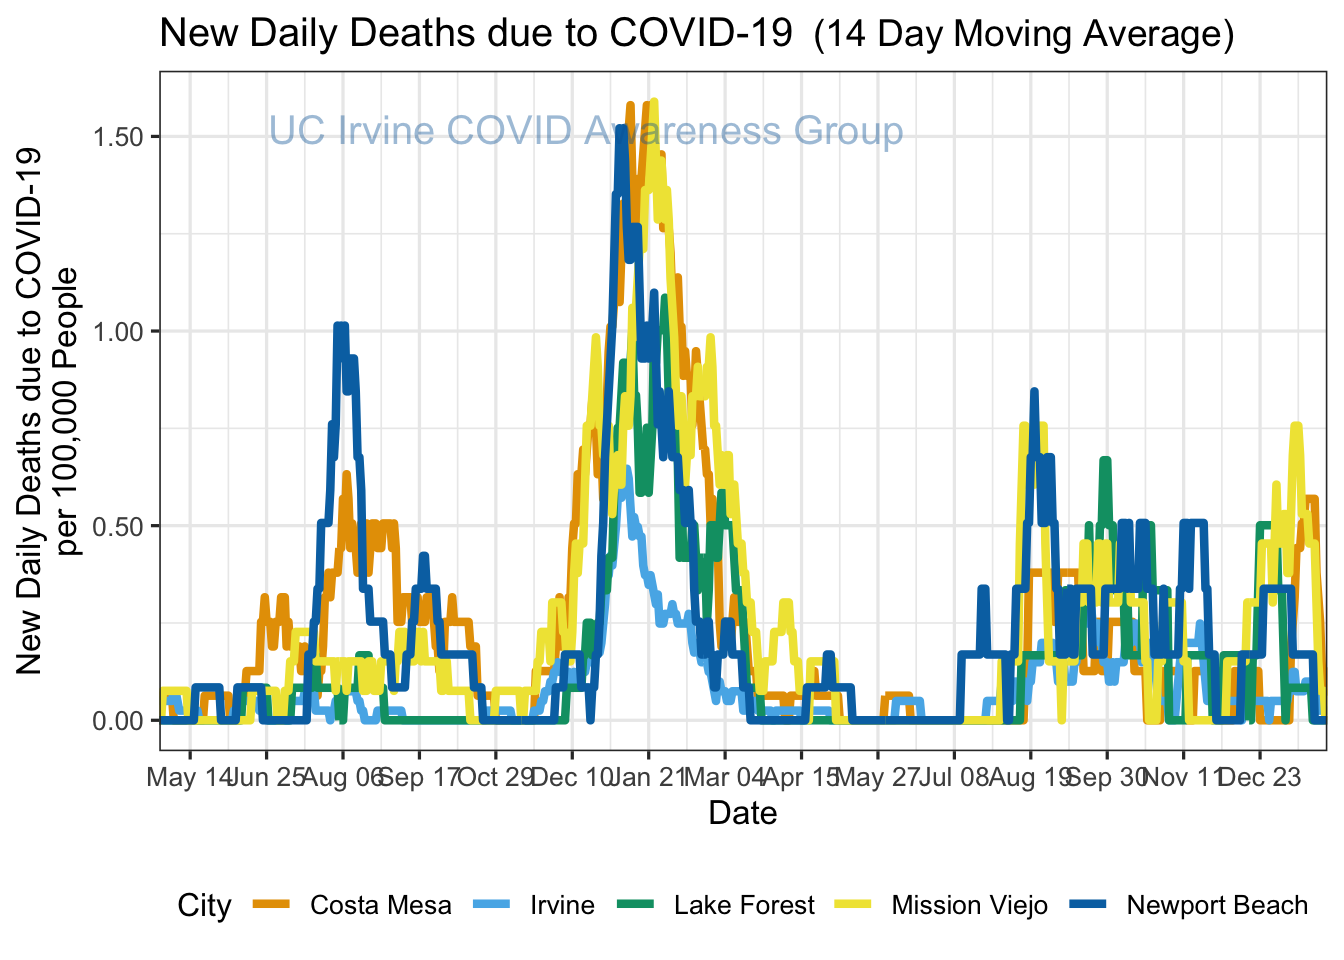 New Daily Deaths due to COVID-19 (14 Day Moving Average)
UC Irvine COVID Awareness Group
New Daily Deaths due to COVID-19
per 100,000 People
1.50
1.00
0.50
0.00
May 14 Jun 25 Aug 06 Sep 17 Oct 29 Dec 10 Jan 21 Mar 04 Apr 15 May 27 Jul 08 Aug 19 Sep 30 Nov 11 Dec 23
Date
City Costa Mesa Irvine Lake Forest Mission Viejo Newport Beach